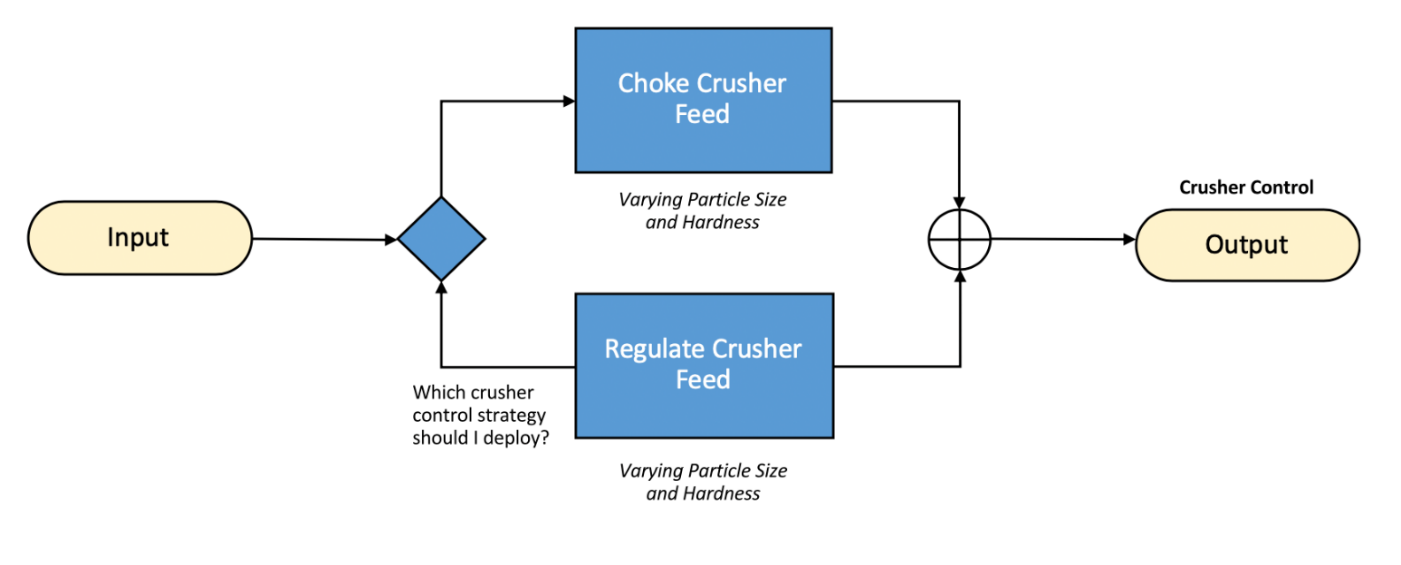 Choke Crusher
Feed
Varying Particle Size
and Hardness
Crusher Control
Input
Output
Regulate Crusher
Feed
Which crusher
control strategy
should I deploy?
Varying Particle Size
and Hardness